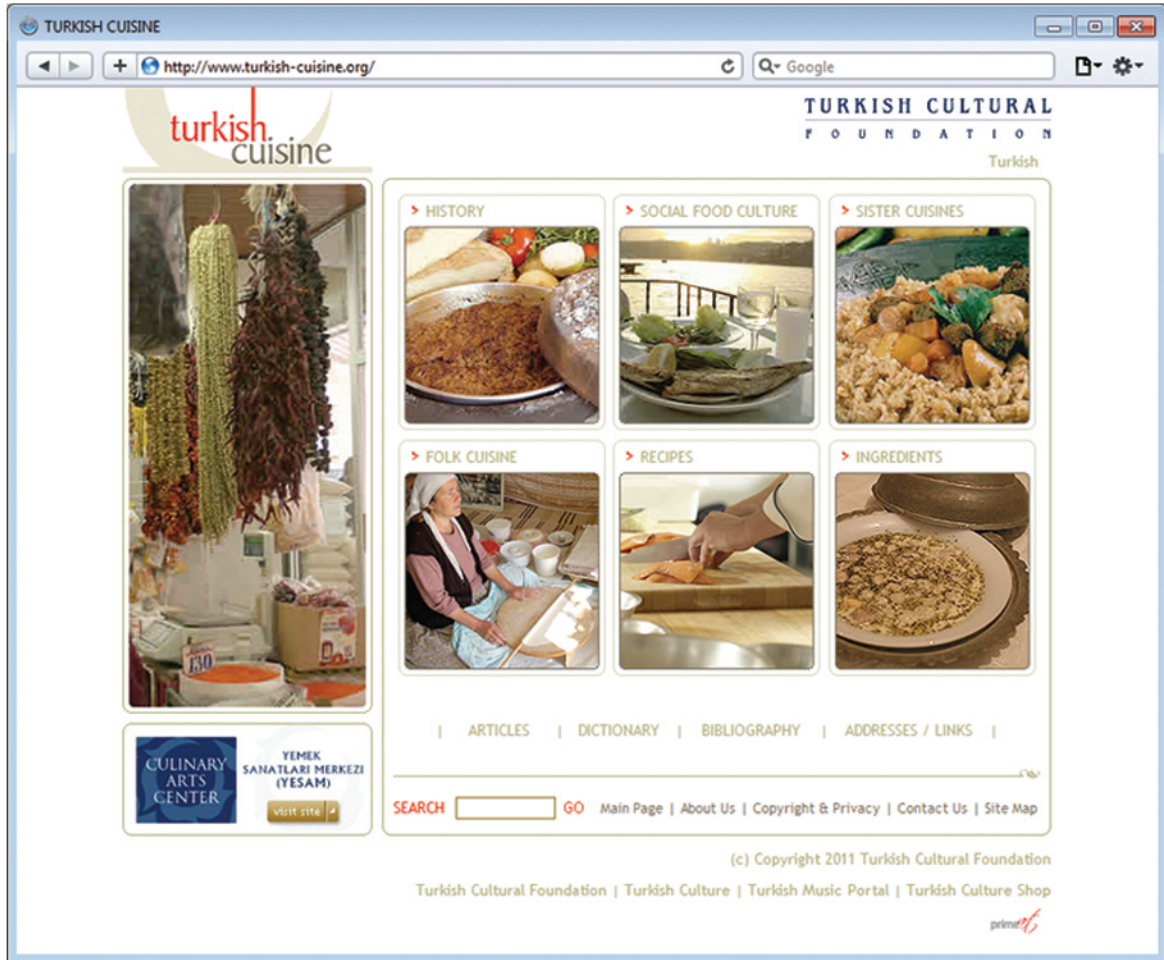 TURKISH CUISINE
http://www.turkish-cuisine.org/
Google
turkish
cuisine
TURKISH CULTURAL
FOUNDATION
Turkish
> HISTORY
> SOCIAL FOOD CULTURE
> SISTER CUISINES
> FOLK CUISINE
> RECIPES
> INGREDIENTS
130
CULINARY
ARTS
CENTER
YEMEK
SANATLARI MERKEZİ
(YESAM)
visit site
| ARTICLES | DICTIONARY | BIBLIOGRAPHY | ADDRESSES / LINKS |
SEARCH GO Main Page | About Us | Copyright & Privacy | Contact Us | Site Map
(c) Copyright 2011 Turkish Cultural Foundation
Turkish Cultural Foundation | Turkish Culture | Turkish Music Portal | Turkish Culture Shop